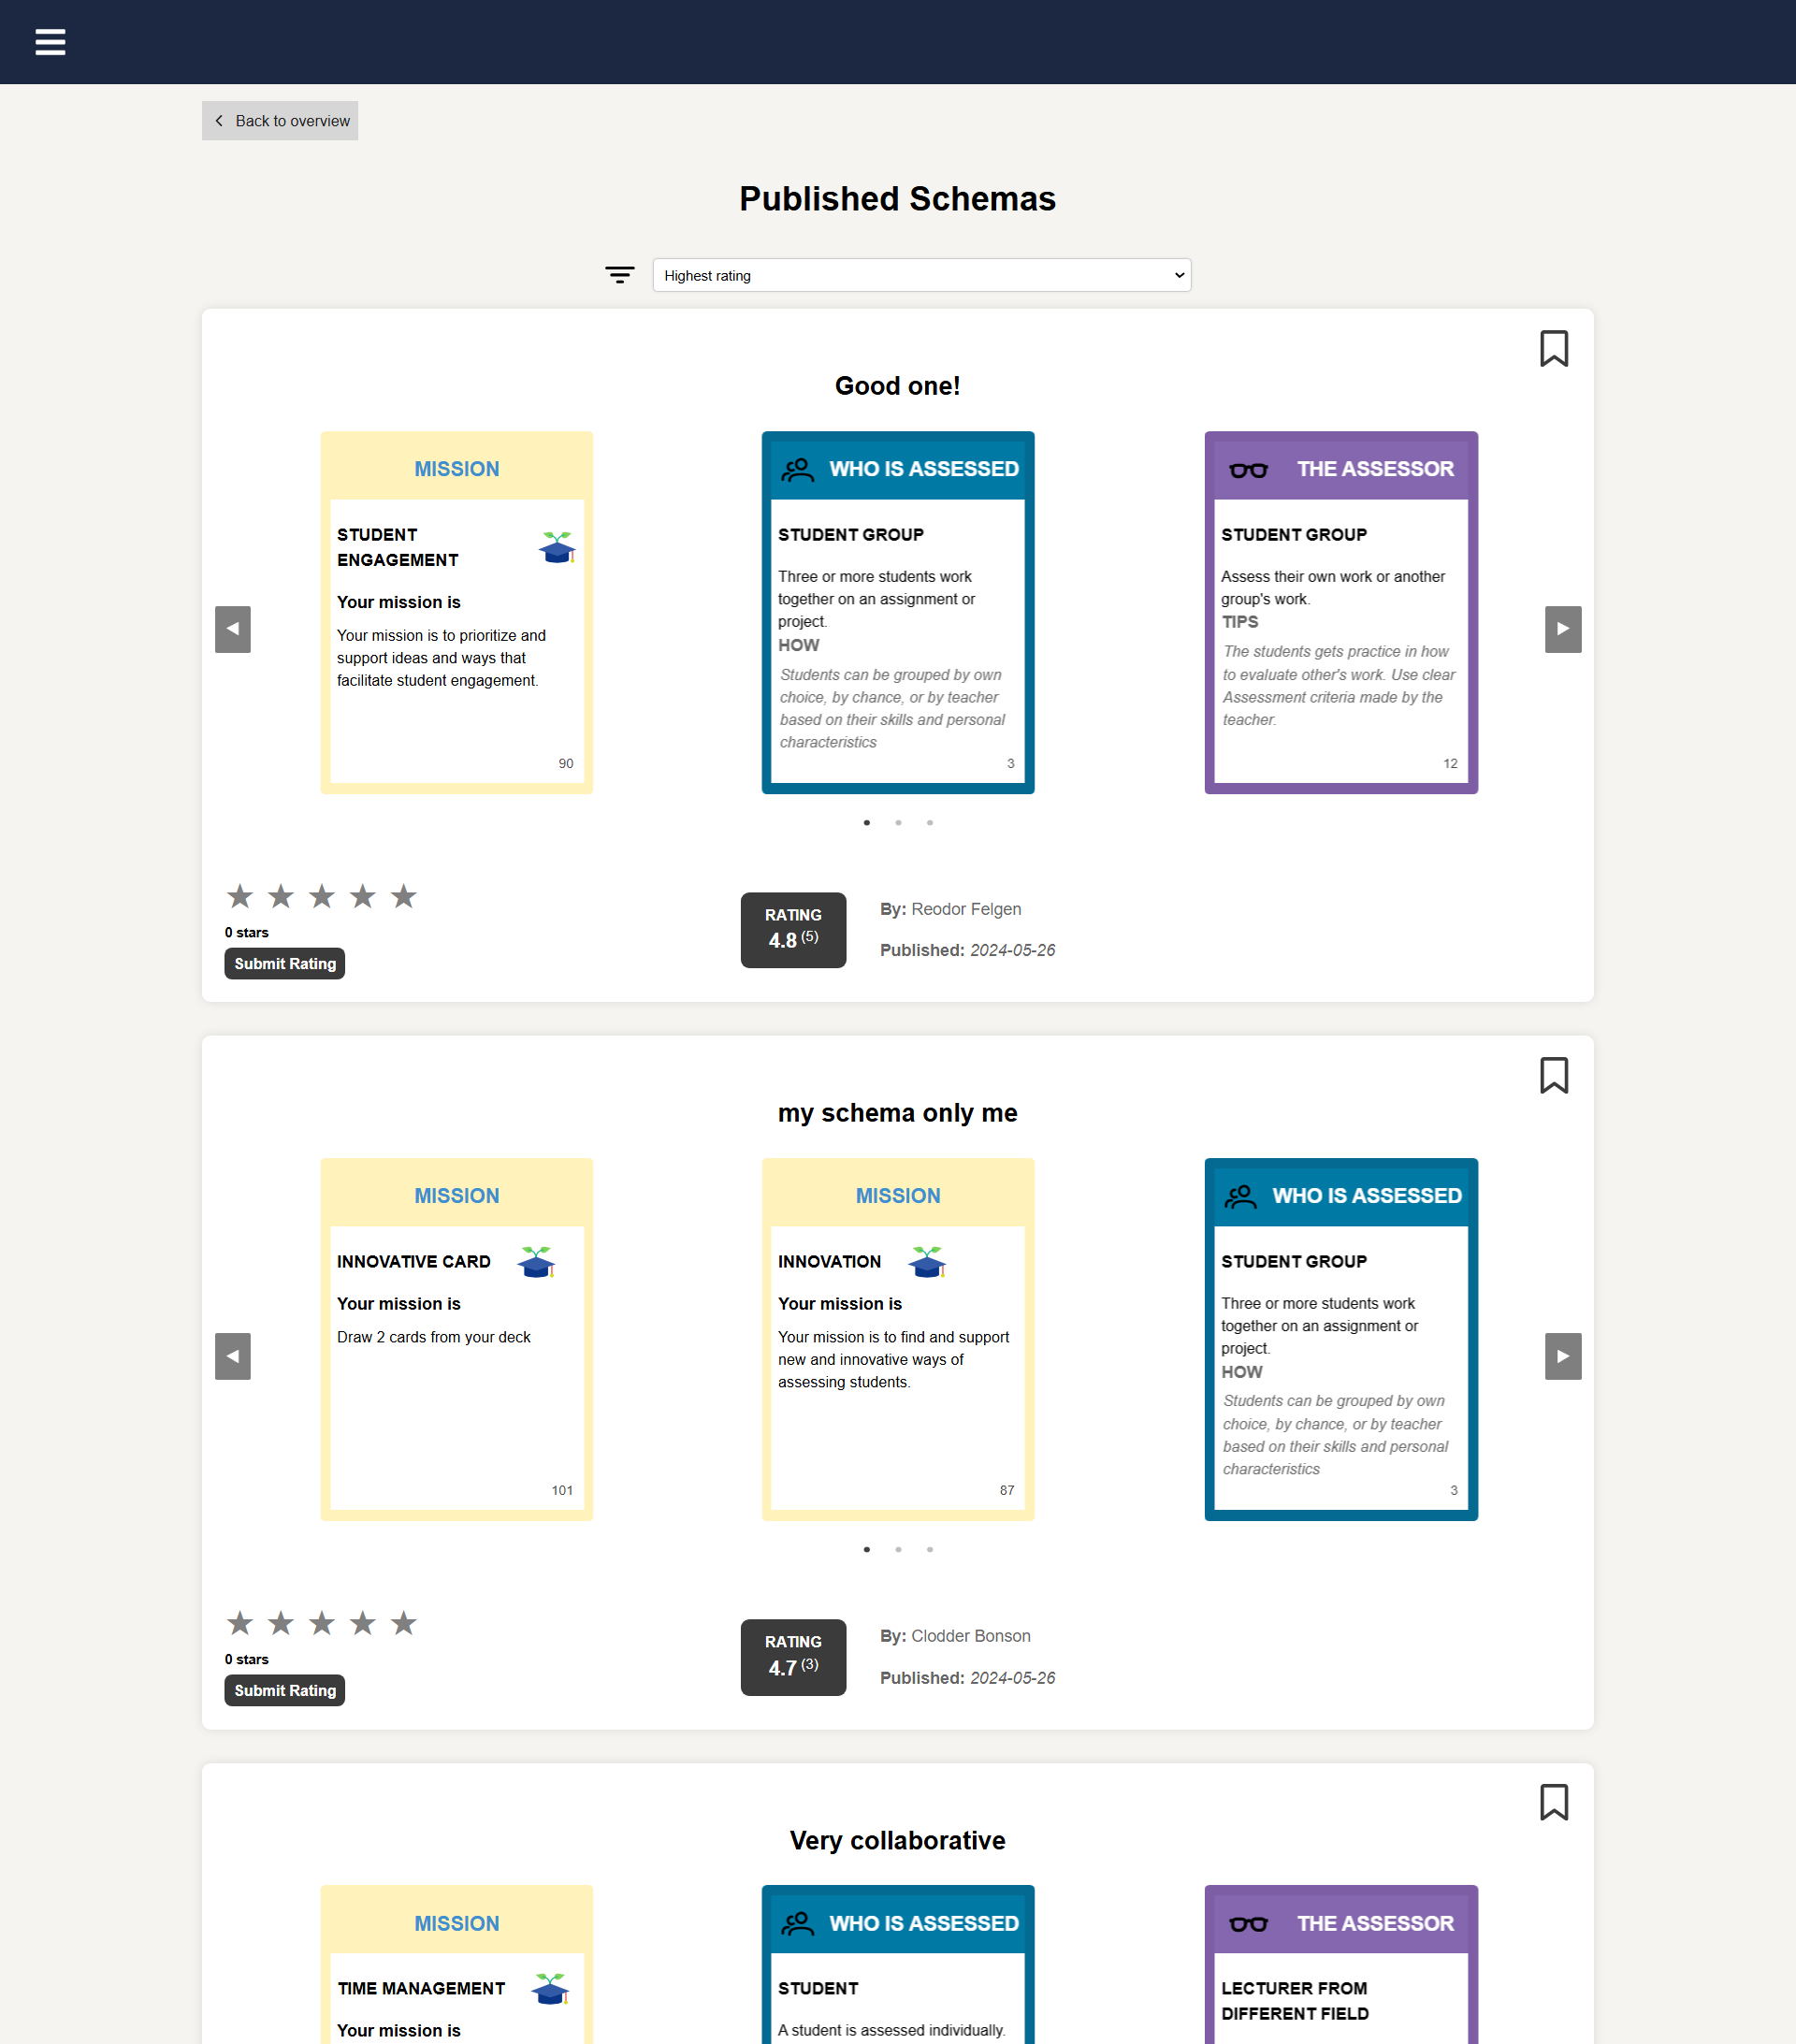 Back to overview
Published Schemas
Highest rating
Good one!
MISSION
STUDENT
ENGAGEMENT
Your mission is
Your mission is to prioritize and
support ideas and ways that
facilitate student engagement.
90
WHO IS ASSESSED
STUDENT GROUP
Three or more students work
together on an assignment or
project.
HOW
Students can be grouped by own
choice, by chance, or by teacher
based on their skills and personal
characteristics
3
THE ASSESSOR
STUDENT GROUP
Assess their own work or another
group's work.
TIPS
The students gets practice in how
to evaluate other's work. Use clear
Assessment criteria made by the
teacher.
12
0 stars
Submit Rating
RATING
4.8 (5)
By: Reodor Felgen
Published: 2024-05-26
my schema only me
MISSION
INNOVATIVE CARD
Your mission is
Draw 2 cards from your deck
101
MISSION
INNOVATION
Your mission is
Your mission is to find and support
new and innovative ways of
assessing students.
87
WHO IS ASSESSED
STUDENT GROUP
Three or more students work
together on an assignment or
project.
HOW
Students can be grouped by own
choice, by chance, or by teacher
based on their skills and personal
characteristics
3
0 stars
Submit Rating
RATING
4.7 (3)
By: Clodder Bonson
Published: 2024-05-26
Very collaborative
MISSION
TIME MANAGEMENT
Your mission is
WHO IS ASSESSED
STUDENT
A student is assessed individually.
THE ASSESSOR
LECTURER FROM
DIFFERENT FIELD